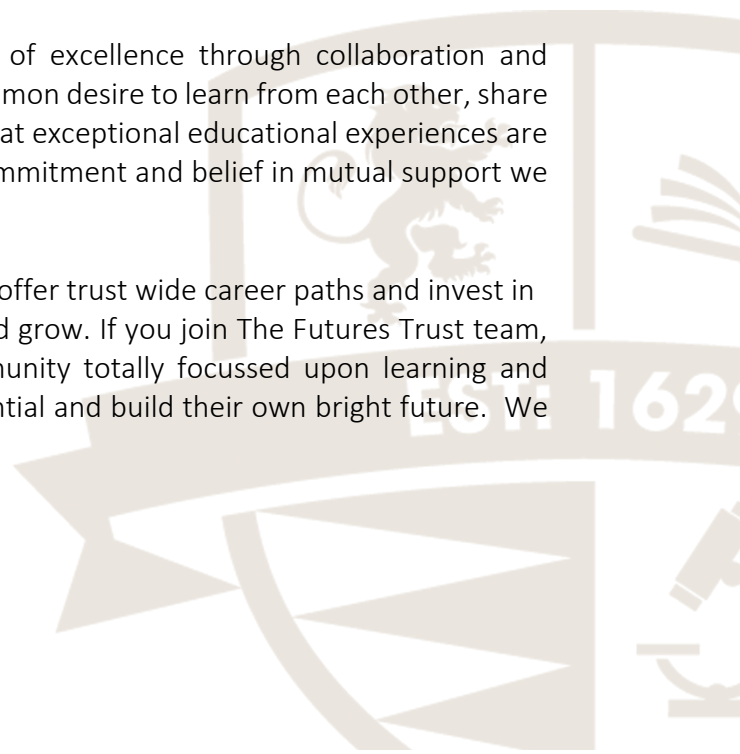 of excellence through collaboration and
mon desire to learn from each other, share
at exceptional educational experiences are
mmitment and belief in mutual support we
offer trust wide career paths and invest in
d grow. If you join The Futures Trust team,
unity totally focussed upon learning and
ntial and build their own bright future. We
EST: 1629